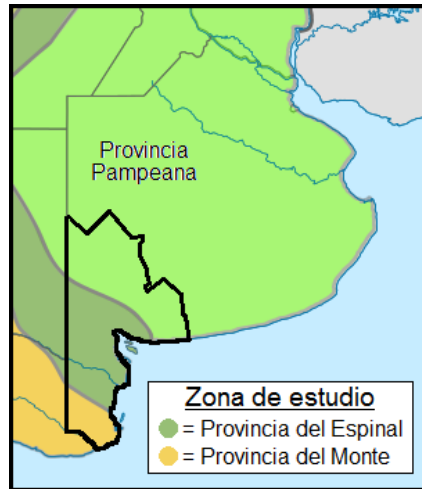 Provincia
Pampeana
Zona de estudio
= Provincia del Espinal
= Provincia del Monte